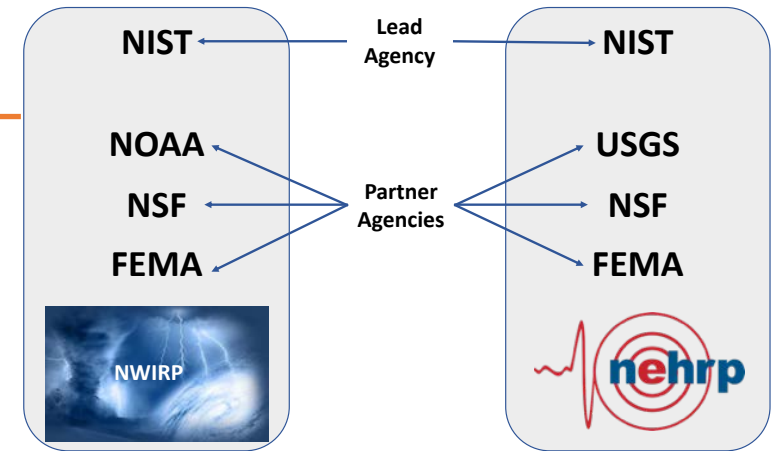 NIST
Lead
Agency
NIST
NOAA
NSF
FEMA
Partner
Agencies
USGS
NSF
FEMA
NWIRP
nehrp